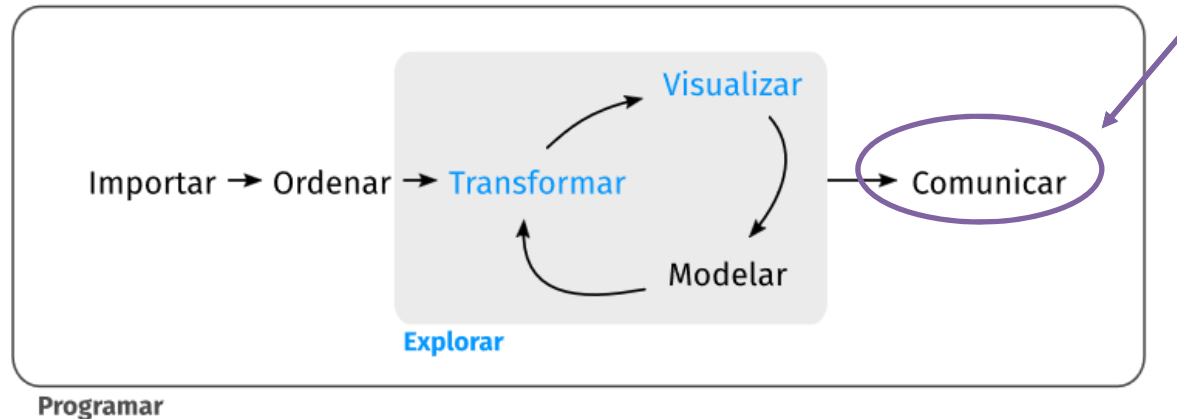 Visualizar
Importar → Ordenar → Transformar → Comunicar
Modelar
Explorar
Programar